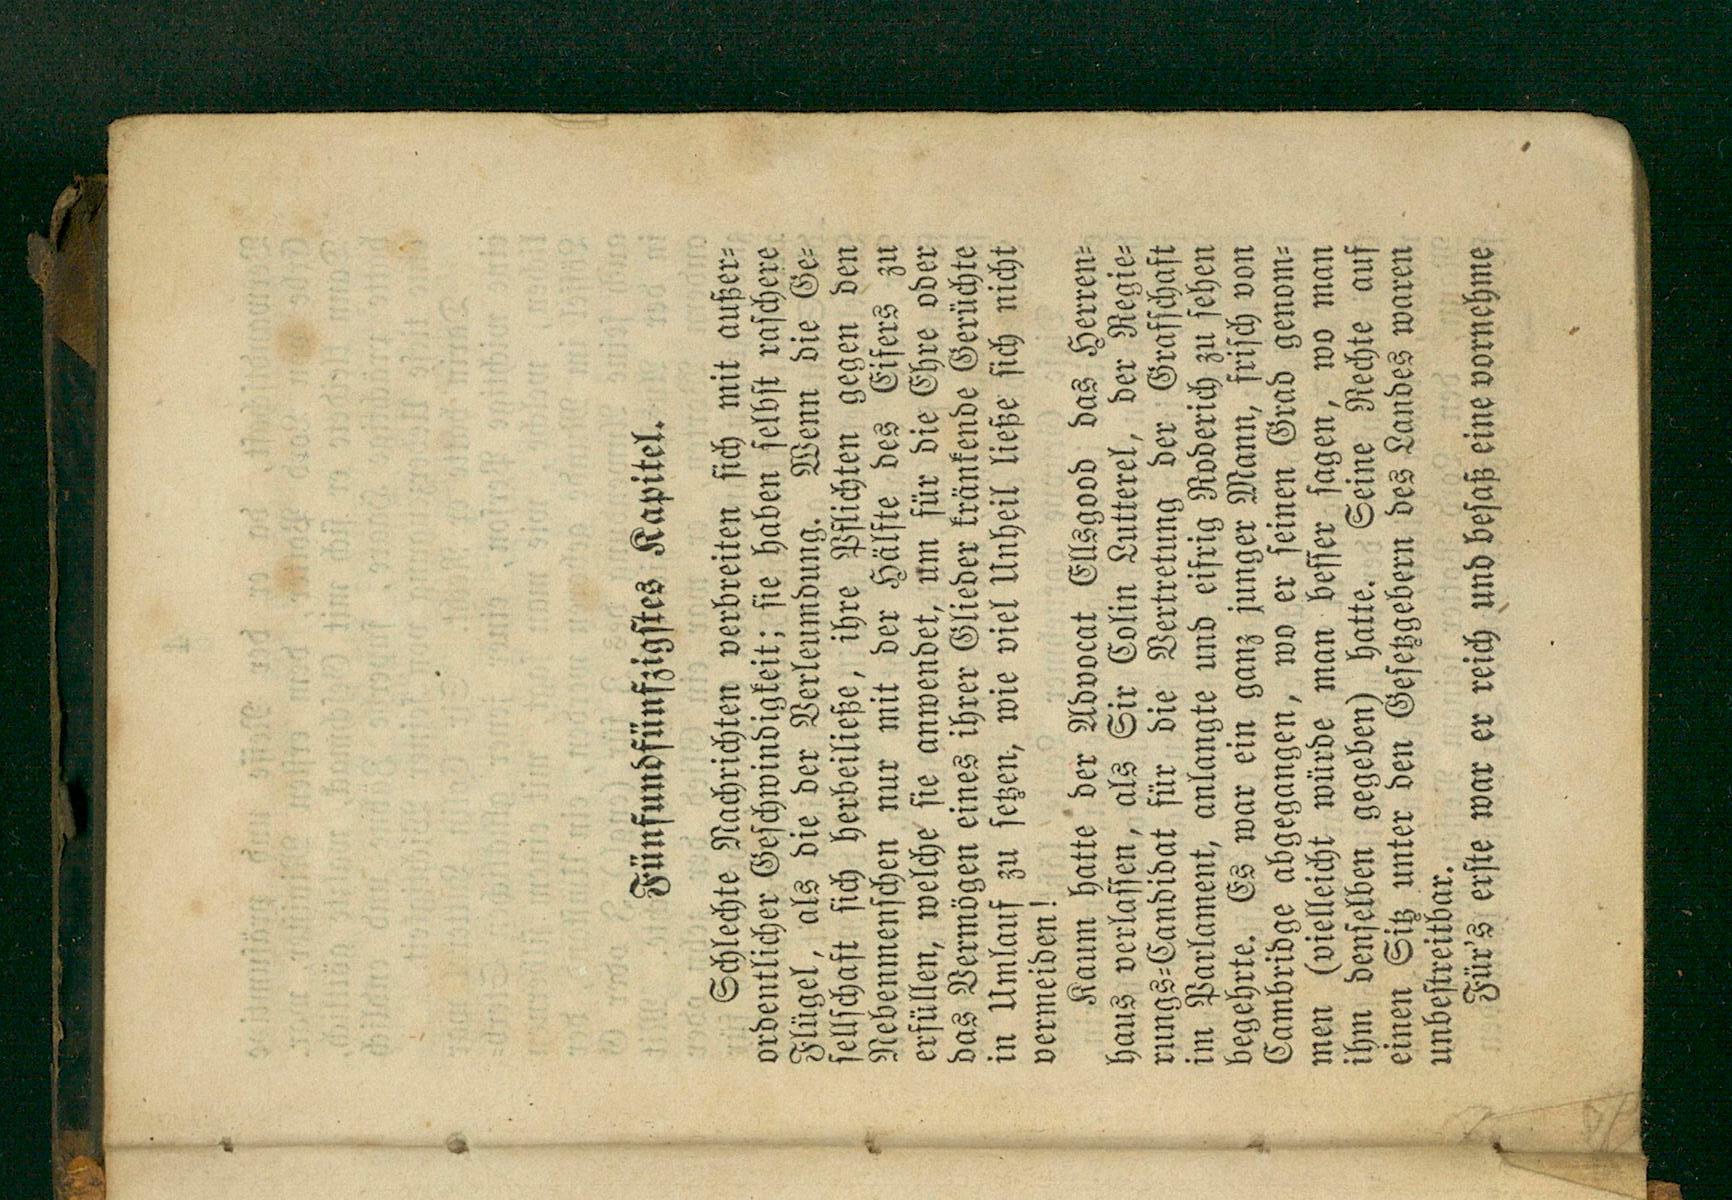 Fünfundfünfzigstes Kapitel.
Schlechte Nachrichten verbreiten sich mit außer-
ordentlicher Geschwindigkeit; sie haben selbst raschere
Flügel, als die der Verleumdung. Wenn die Ge-
sellschaft sich herbeiließe, ihre Pflichten gegen den
Nebenmenschen nur mit der Hälfte des Eifers zu
erfüllen, welche sie anwendet, um für die Ehre oder
das Vermögen eines ihrer Glieder kränkende Gerüchte
in Umlauf zu setzen, wie viel Unheil ließe sich nicht
vermeiden!
Kaum hatte der Advocat Ellsgood das Herren-
haus verlassen, als Sir Colin Lutterel, der Regie-
rungs-Candidat für die Vertretung der Grafschaft
im Parlament, anlangte und eifrig Roderich zu sehen
begehrte. Es war ein ganz junger Mann, frisch von
Cambridge abgegangen, wo er seinen Grad genom-
men (vielleicht würde man besser sagen, wo man
ihm denselben gegeben) hatte. Seine Rechte auf
einen Sitz unter den Gesetzgebern des Landes waren
unbestreitbar.
Für's erste war er reich und besaß eine vornehme